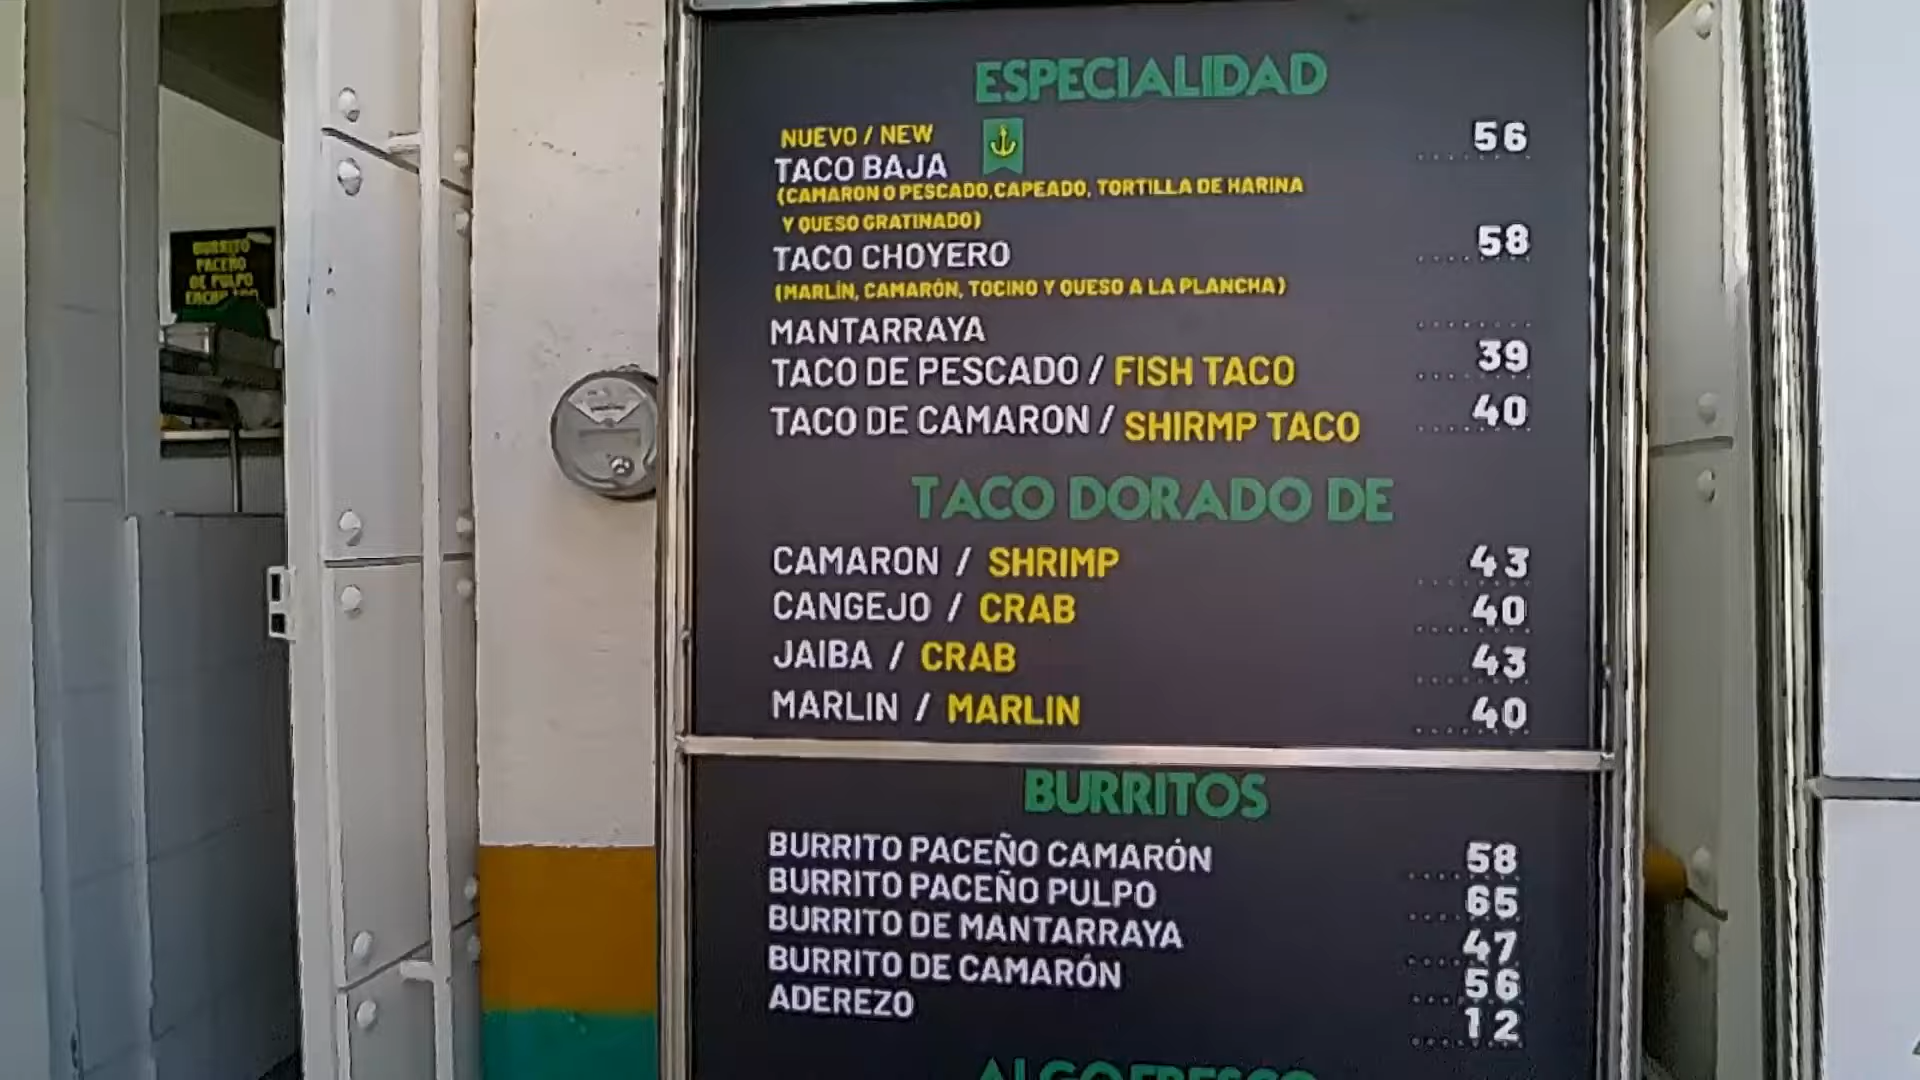 ESPECIALIDAD
NUEVO / NEW 56
TACO BAJA
(CAMARON O PESCADO,CAPEADO, TORTILLA DE HARINA
Y QUESO GRATINADO)
TACO CHOYERO 58
(MARLÍN, CAMARÓN, TOCINO Y QUESO A LA PLANCHA)
MANTARRAYA
TACO DE PESCADO / FISH TACO 39
TACO DE CAMARON / SHIRMP TACO 40
TACO DORADO DE
CAMARON / SHRIMP 43
CANGEJO / CRAB 40
JAIBA / CRAB 43
MARLIN / MARLIN 40
BURRITOS
BURRITO PACEÑO CAMARÓN 58
BURRITO PACEÑO PULPO 65
BURRITO DE MANTARRAYA 47
BURRITO DE CAMARÓN 56
ADEREZO 12
ALGO FRESCO
BURRITO
PACEÑO
DE PULPO